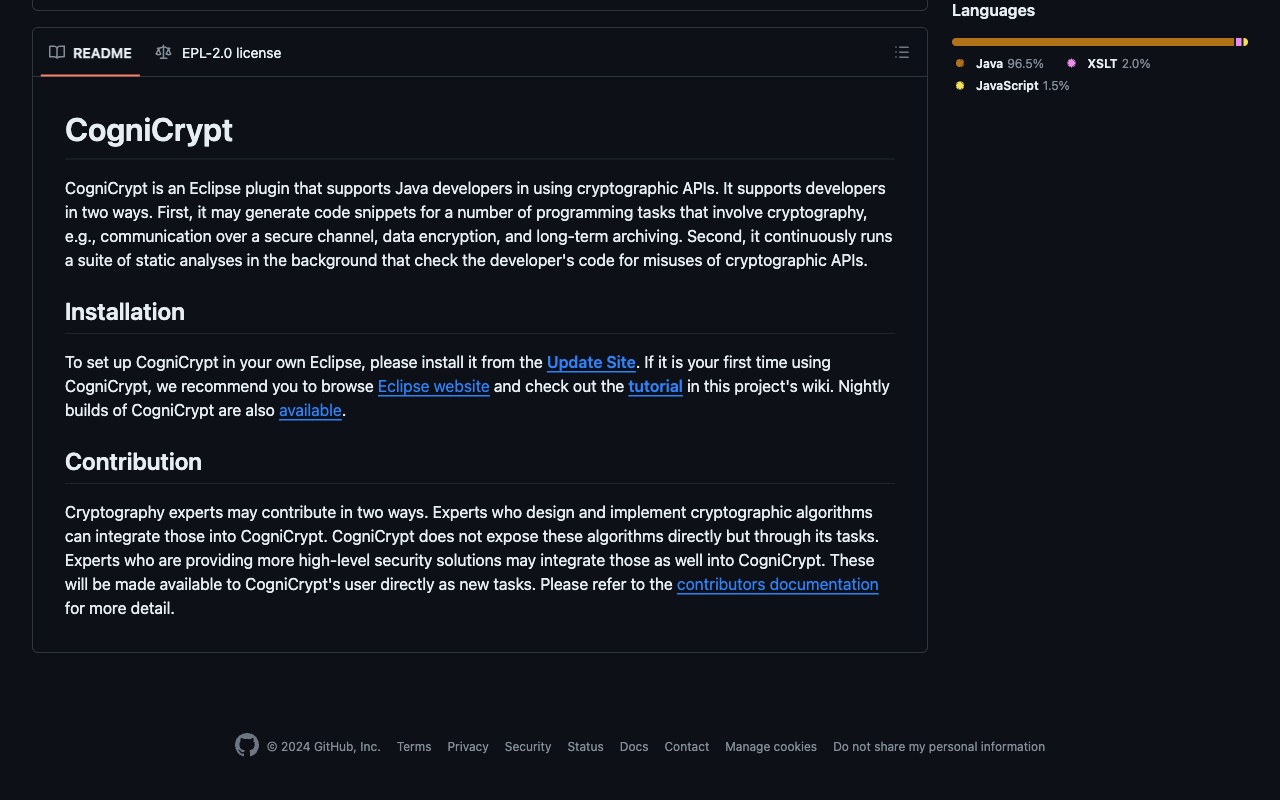 Languages
README
EPL-2.0 license
Java 96.5%
XSLT 2.0%
JavaScript 1.5%
CogniCrypt
CogniCrypt is an Eclipse plugin that supports Java developers in using cryptographic APIs. It supports developers
in two ways. First, it may generate code snippets for a number of programming tasks that involve cryptography,
e.g., communication over a secure channel, data encryption, and long-term archiving. Second, it continuously runs
a suite of static analyses in the background that check the developer's code for misuses of cryptographic APIs.
Installation
To set up CogniCrypt in your own Eclipse, please install it from the Update Site. If it is your first time using
CogniCrypt, we recommend you to browse Eclipse website and check out the tutorial in this project's wiki. Nightly
builds of CogniCrypt are also available.
Contribution
Cryptography experts may contribute in two ways. Experts who design and implement cryptographic algorithms
can integrate those into CogniCrypt. CogniCrypt does not expose these algorithms directly but through its tasks.
Experts who are providing more high-level security solutions may integrate those as well into CogniCrypt. These
will be made available to CogniCrypt's user directly as new tasks. Please refer to the contributors documentation
for more detail.
© 2024 GitHub, Inc. Terms Privacy Security Status Docs Contact Manage cookies Do not share my personal information